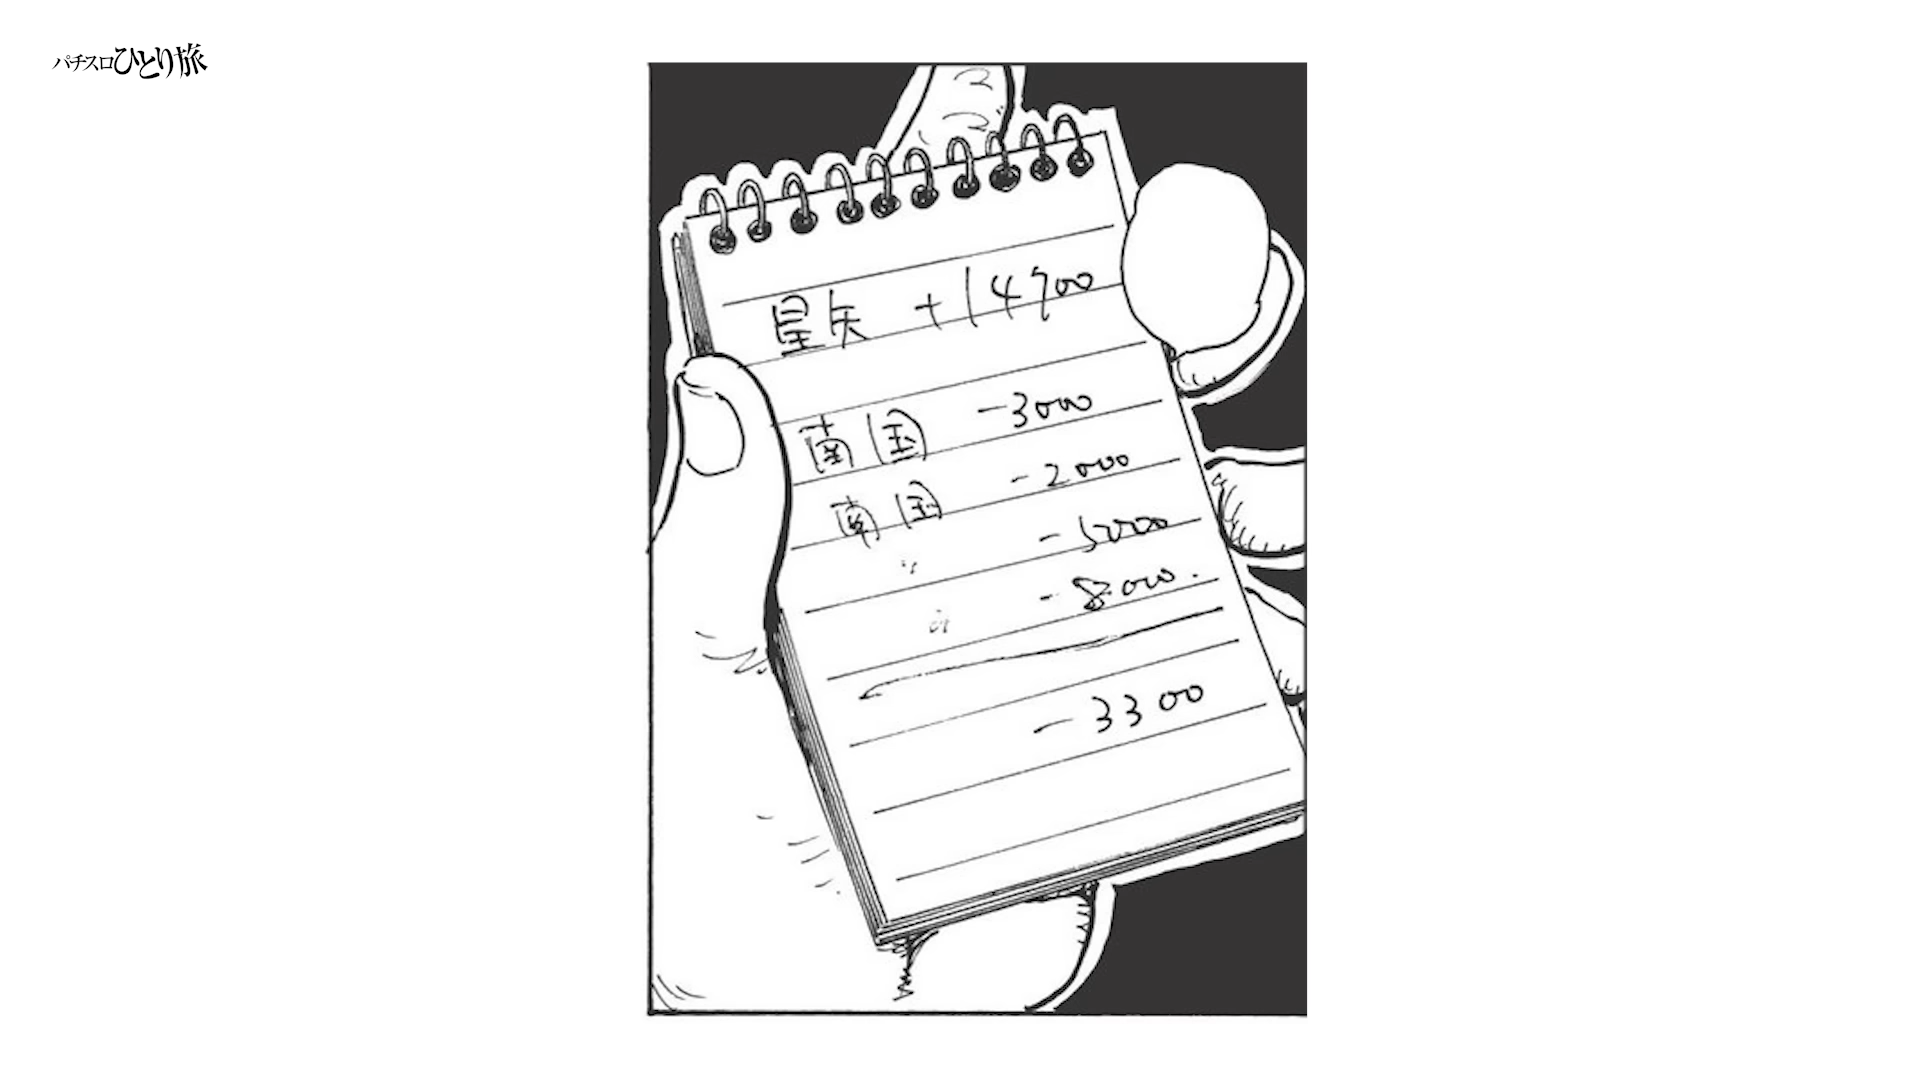 パチスロひとり旅
星矢 +14700
南国 -3000
南国 -2000
〃 -5000
〃 -8000.
-3300